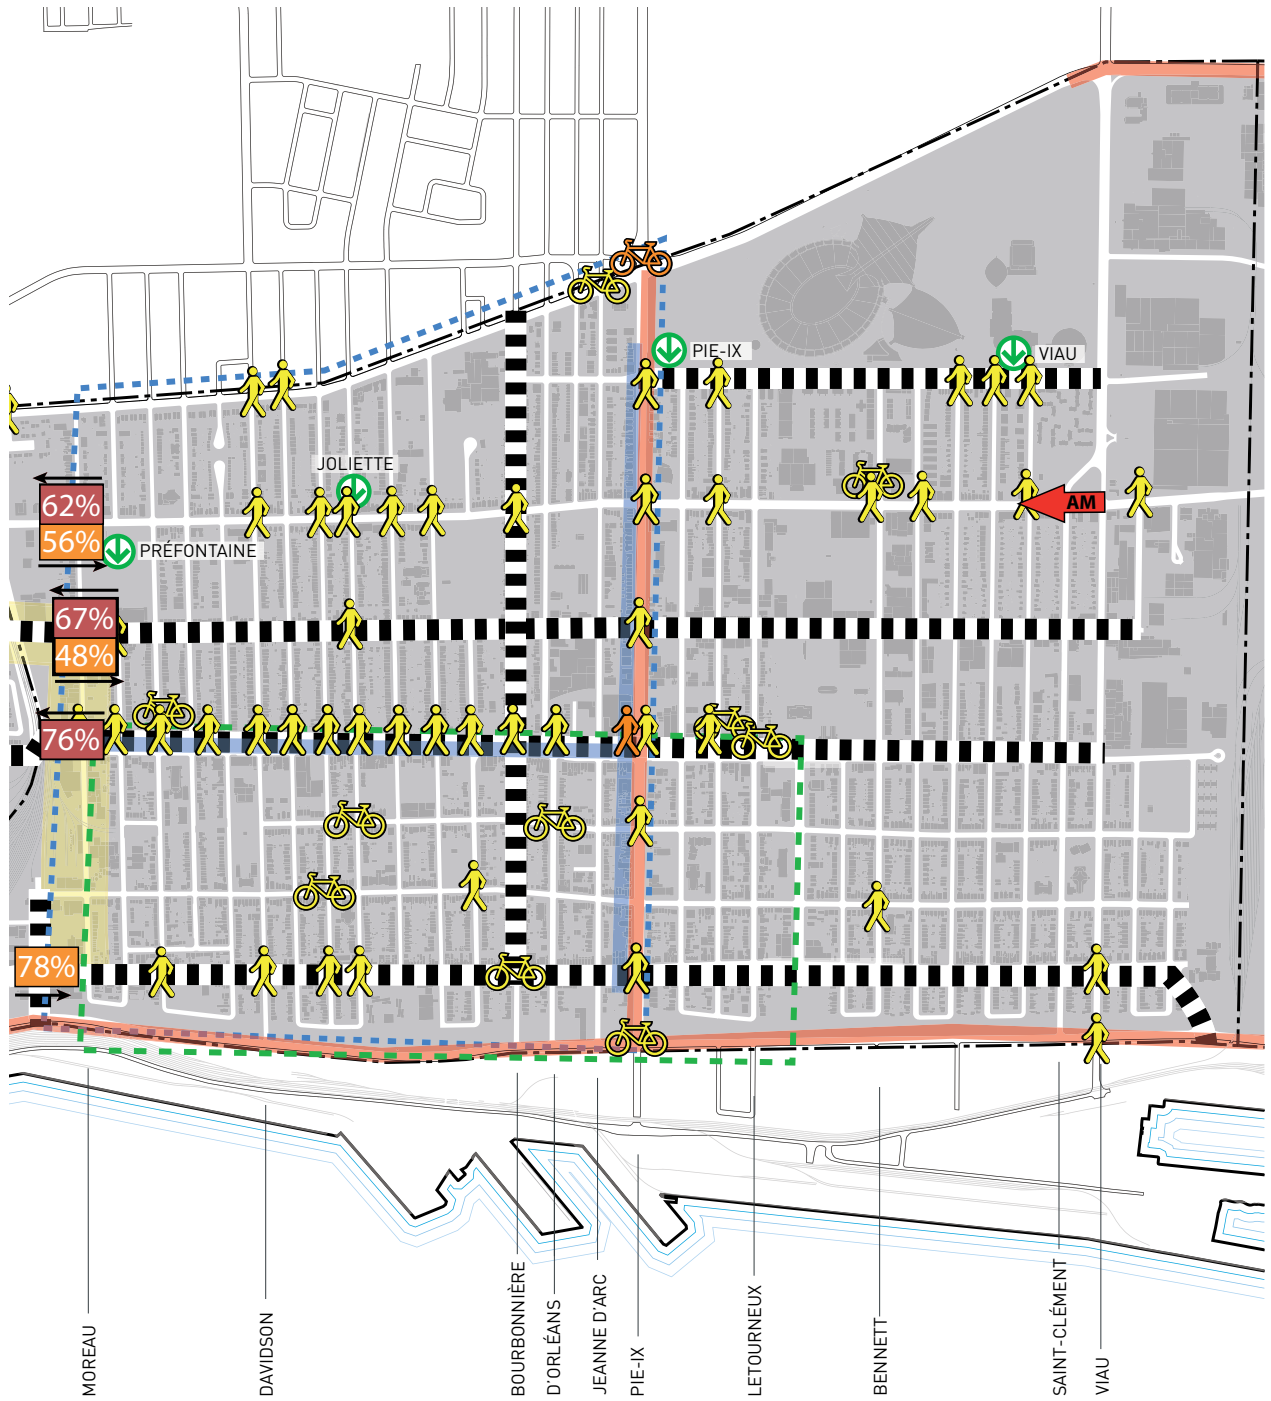 PIE-IX
VIAU
JOLIETTE
62%
56%
PRÉFONTAINE
AM
67%
48%
76%
78%
MOREAU
DAVIDSON
BOURBONNIÈRE
D'ORLÉANS
JEANNE D'ARC
PIE-IX
LETOURNEUX
BENNETT
SAINT-CLÉMENT
VIAU